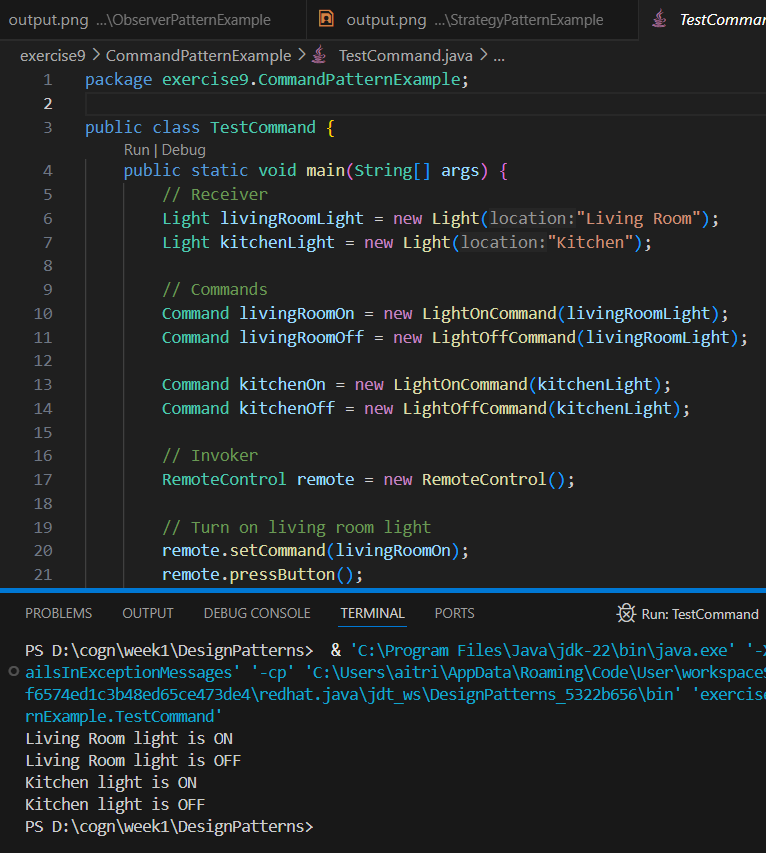 output.png ...\ObserverPatternExample output.png ...\StrategyPatternExample TestComman
exercise9 > CommandPatternExample > TestCommand.java > ...
1 package exercise9.CommandPatternExample;
2
3 public class TestCommand {
Run | Debug
4 public static void main(String[] args) {
5 // Receiver
6 Light livingRoomLight = new Light(location:"Living Room");
7 Light kitchenLight = new Light(location:"Kitchen");
8
9 // Commands
10 Command livingRoomOn = new LightOnCommand(livingRoomLight);
11 Command livingRoomOff = new LightOffCommand(livingRoomLight);
12
13 Command kitchenOn = new LightOnCommand(kitchenLight);
14 Command kitchenOff = new LightOffCommand(kitchenLight);
15
16 // Invoker
17 RemoteControl remote = new RemoteControl();
18
19 // Turn on living room light
20 remote.setCommand(livingRoomOn);
21 remote.pressButton();
PROBLEMS OUTPUT DEBUG CONSOLE TERMINAL PORTS Run: TestCommand
PS D:\cogn\week1\DesignPatterns> & 'C:\Program Files\Java\jdk-22\bin\java.exe' '-X
ailsInExceptionMessages' '-cp' 'C:\Users\aitri\AppData\Roaming\Code\User\workspaceS
f6574ed1c3b48ed65ce473de4\redhat.java\jdt_ws\DesignPatterns_5322b656\bin' 'exercise
rnExample.TestCommand'
Living Room light is ON
Living Room light is OFF
Kitchen light is ON
Kitchen light is OFF
PS D:\cogn\week1\DesignPatterns>